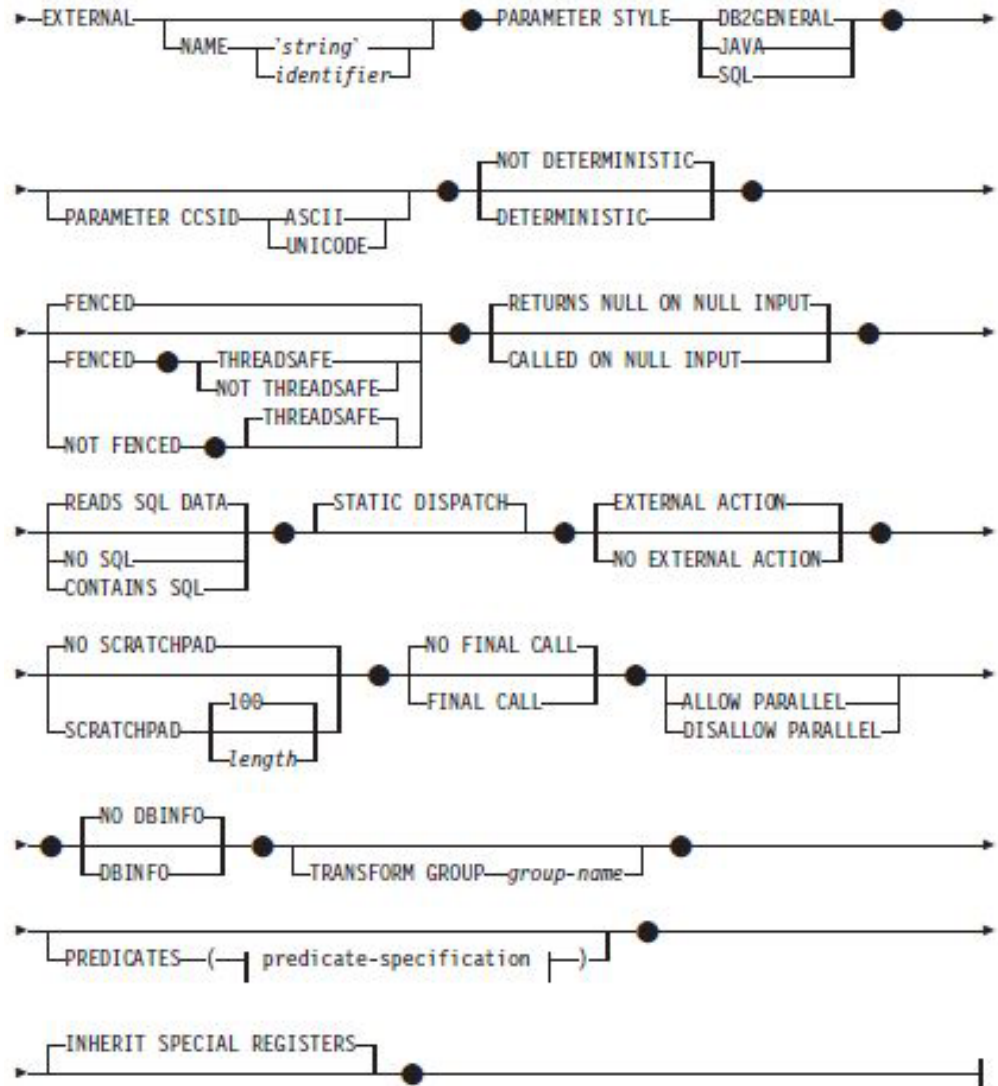 EXTERNAL PARAMETER STYLE DB2GENERAL
NAME 'string` JAVA
identifier SQL
NOT DETERMINISTIC
PARAMETER CCSID ASCII DETERMINISTIC
UNICODE
FENCED RETURNS NULL ON NULL INPUT
FENCED THREADSAFE CALLED ON NULL INPUT
NOT THREADSAFE
THREADSAFE
NOT FENCED
READS SQL DATA STATIC DISPATCH EXTERNAL ACTION
NO SQL NO EXTERNAL ACTION
CONTAINS SQL
NO SCRATCHPAD NO FINAL CALL
100 FINAL CALL ALLOW PARALLEL
SCRATCHPAD DISALLOW PARALLEL
length
NO DBINFO
DBINFO TRANSFORM GROUP group-name
PREDICATES ( predicate-specification )
INHERIT SPECIAL REGISTERS